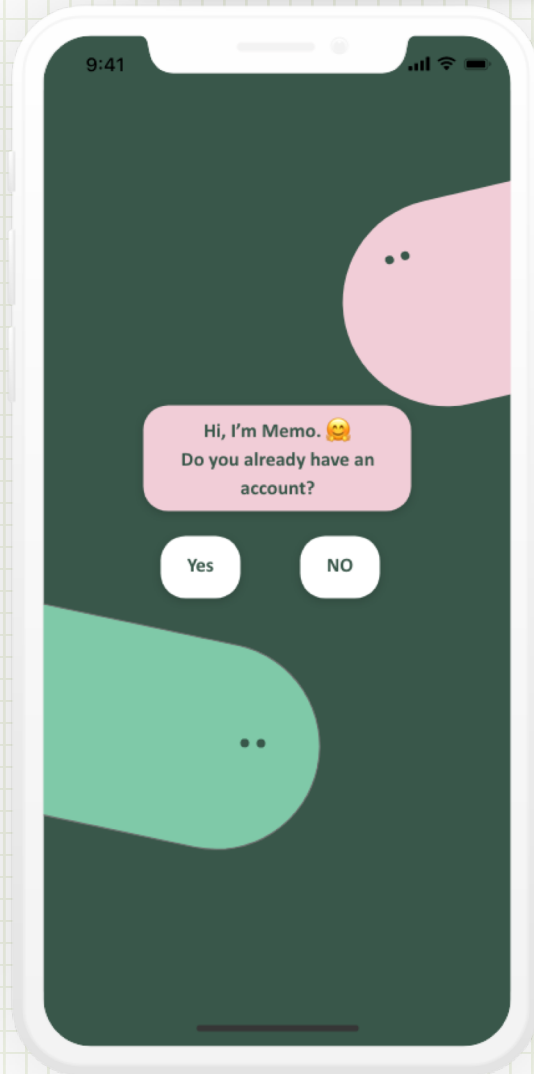 9:41
Hi, I’m Memo. 🤗
Do you already have an
account?
Yes
NO